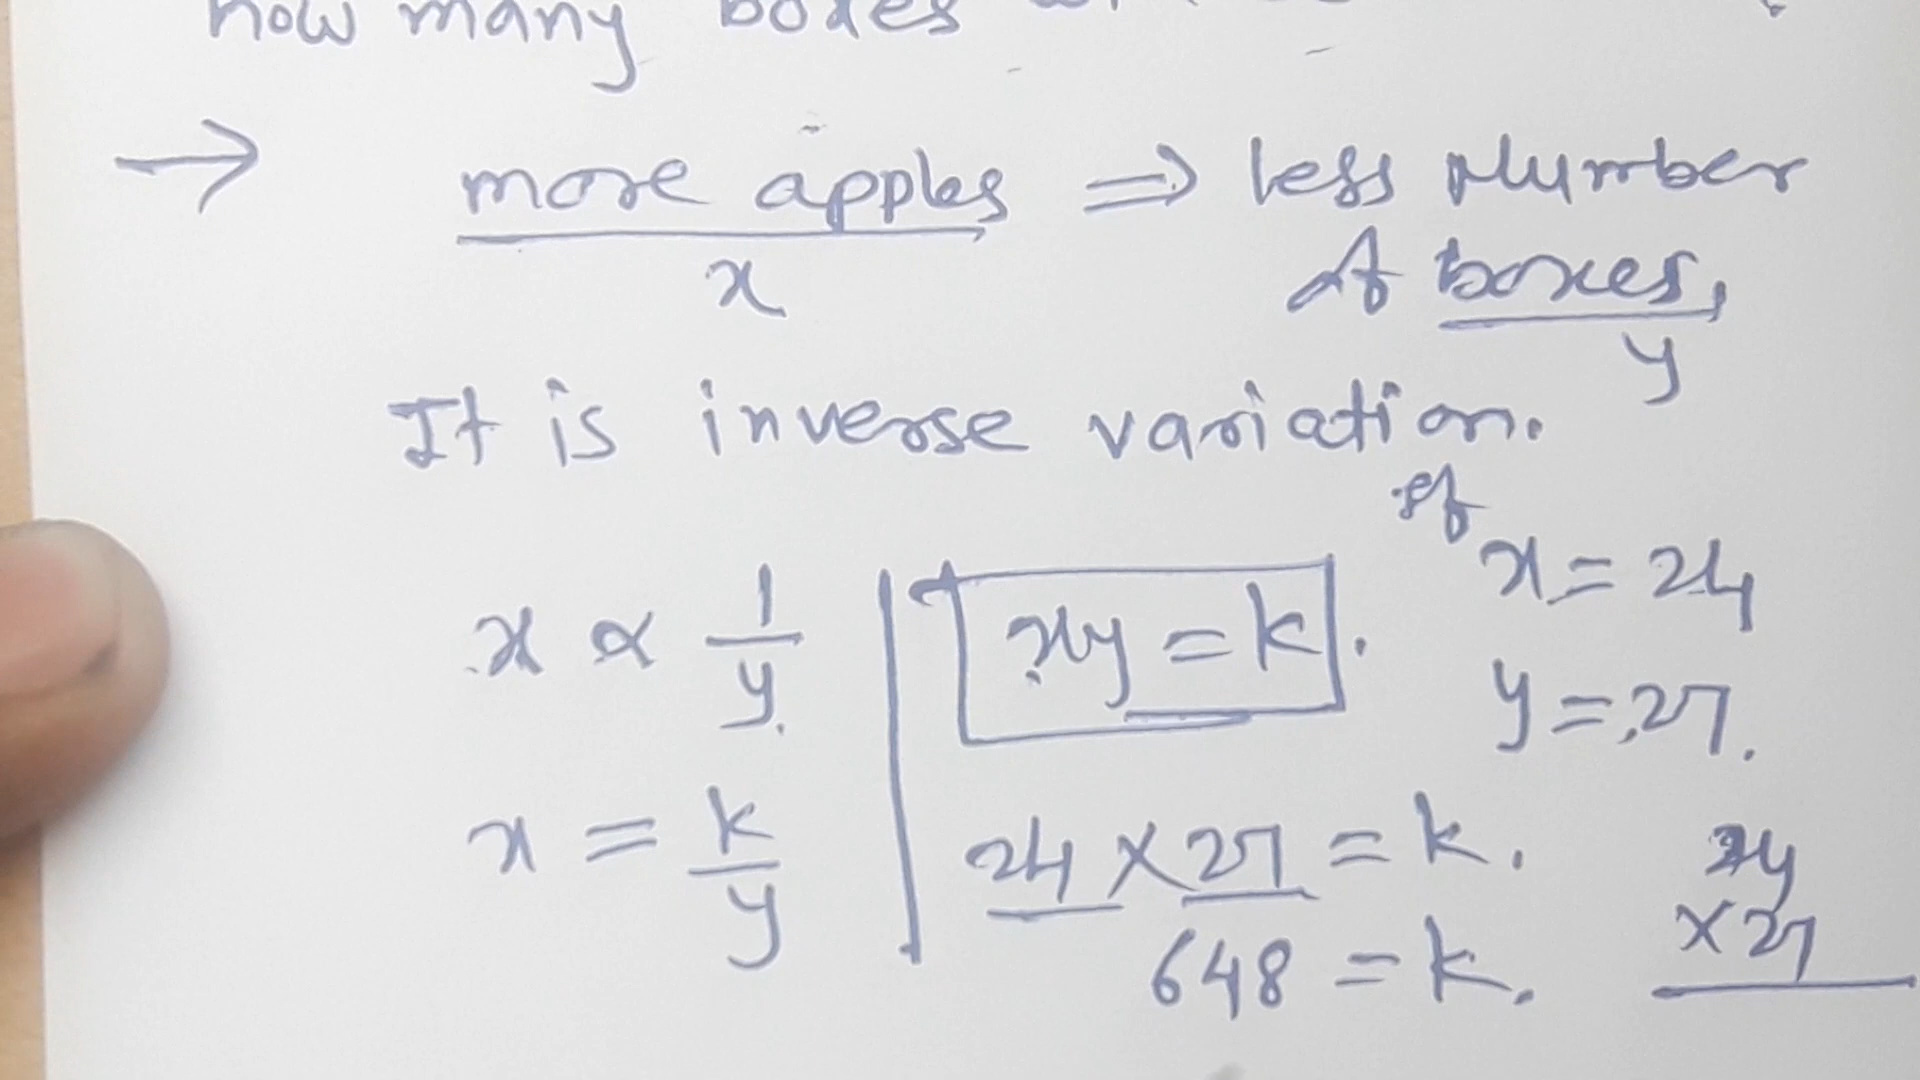 how many boxes
→ more apples ⇒ less Number
x of boxes,
y
It is inverse variation.
if
x = 24
x ∝ 1/y
xy = k.
y = 27.
x = k/y
24 × 27 = k.
24
× 27
648 = k.